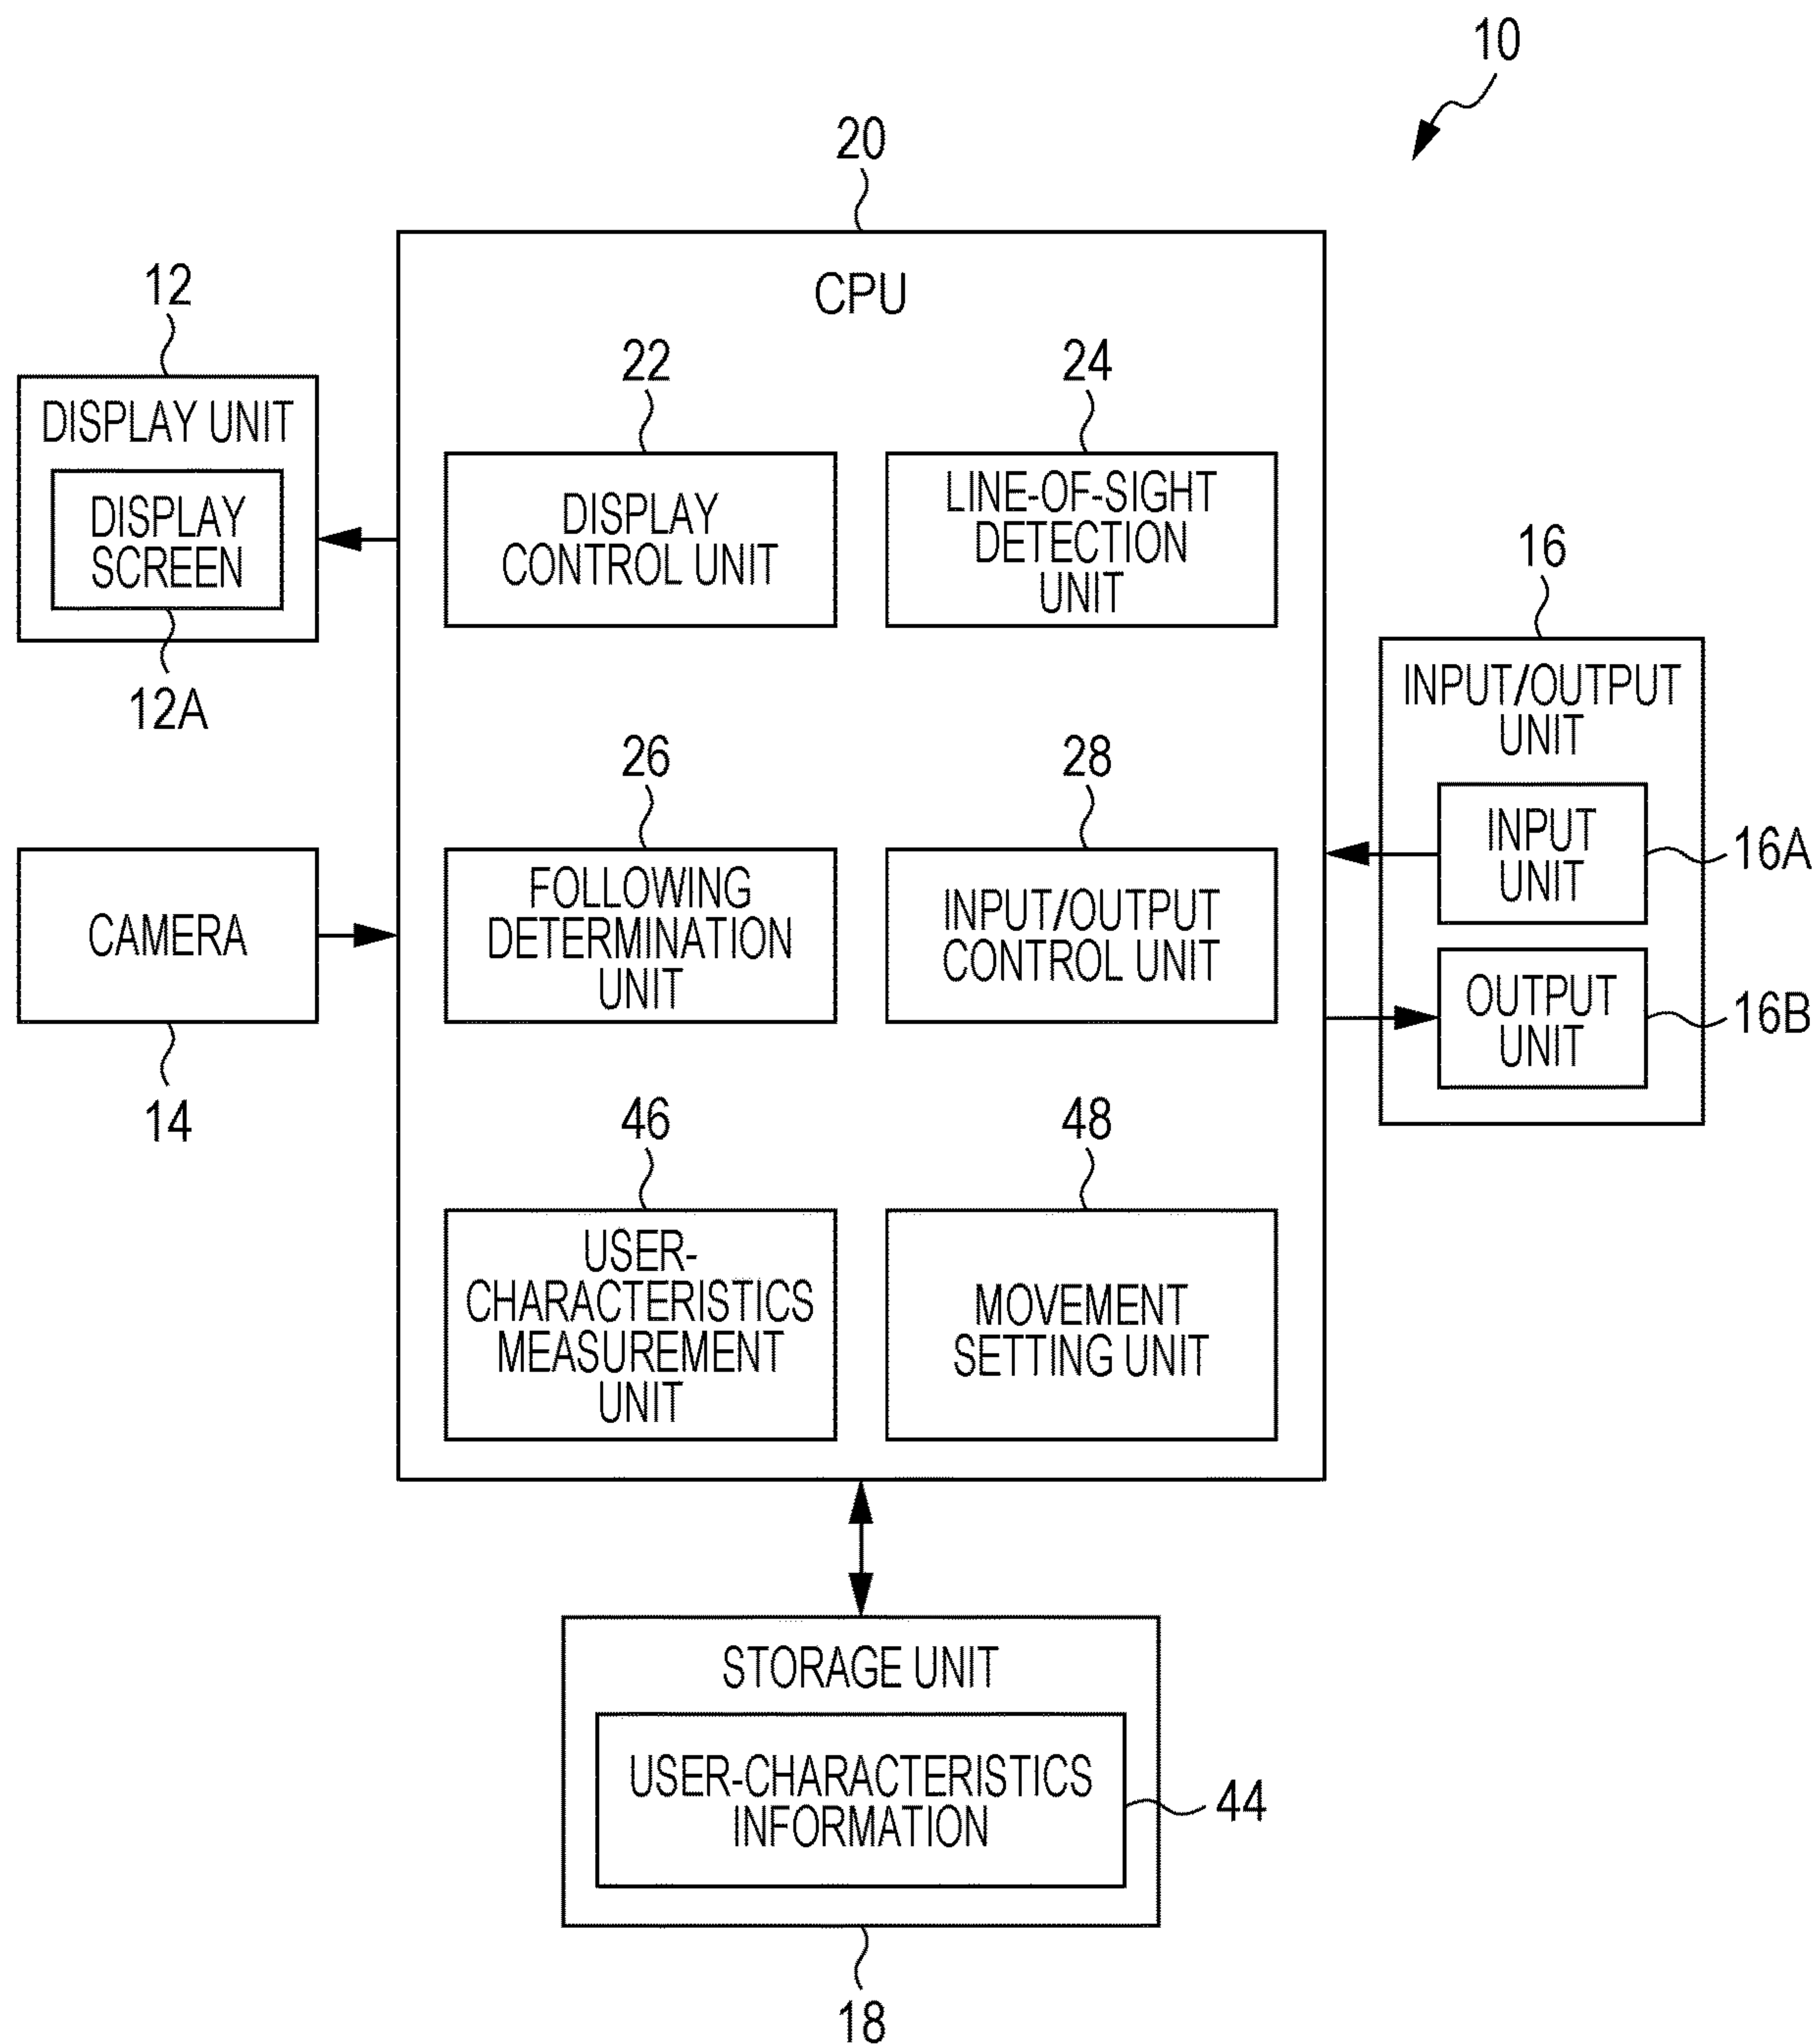 10
20
CPU
12
DISPLAY UNIT
DISPLAY
SCREEN
12A
22
DISPLAY
CONTROL UNIT
24
LINE-OF-SIGHT
DETECTION
UNIT
16
INPUT/OUTPUT
UNIT
INPUT
UNIT
16A
OUTPUT
UNIT
16B
CAMERA
14
26
FOLLOWING
DETERMINATION
UNIT
28
INPUT/OUTPUT
CONTROL UNIT
46
USER-
CHARACTERISTICS
MEASUREMENT
UNIT
48
MOVEMENT
SETTING UNIT
STORAGE UNIT
USER-CHARACTERISTICS
INFORMATION
44
18